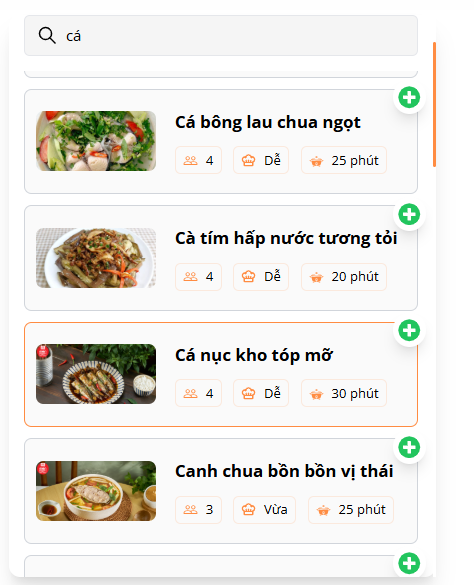 cá
Cá bông lau chua ngọt
4 Dễ 25 phút
Cà tím hấp nước tương tỏi
4 Dễ 20 phút
Cá nục kho tóp mỡ
4 Dễ 30 phút
Canh chua bồn bồn vị thái
3 Vừa 25 phút